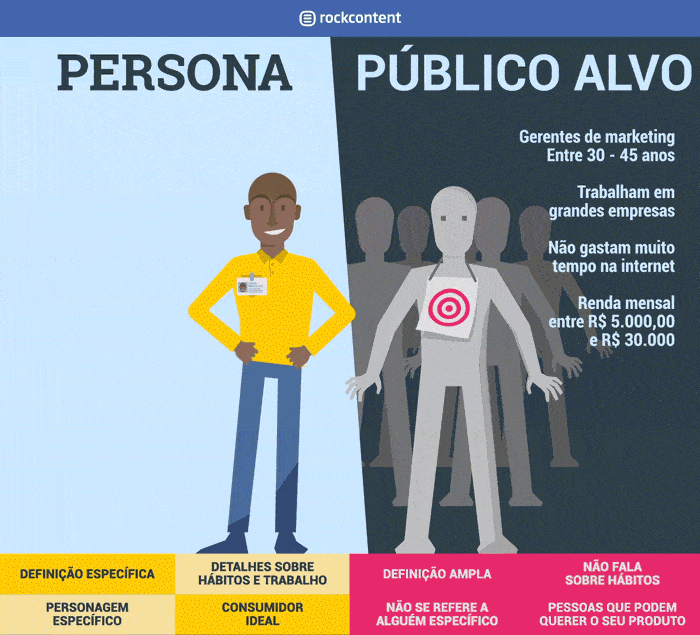 rockcontent
PERSONA
PÚBLICO ALVO
Gerentes de marketing
Entre 30 - 45 anos
Trabalham em
grandes empresas
Não gastam muito
tempo na internet
Renda mensal
entre R$ 5.000,00
e R$ 30.000
DEFINIÇÃO ESPECÍFICA
DETALHES SOBRE
HÁBITOS E TRABALHO
DEFINIÇÃO AMPLA
NÃO FALA
SOBRE HÁBITOS
PERSONAGEM
ESPECÍFICO
CONSUMIDOR
IDEAL
NÃO SE REFERE A
ALGUÉM ESPECÍFICO
PESSOAS QUE PODEM
QUERER O SEU PRODUTO